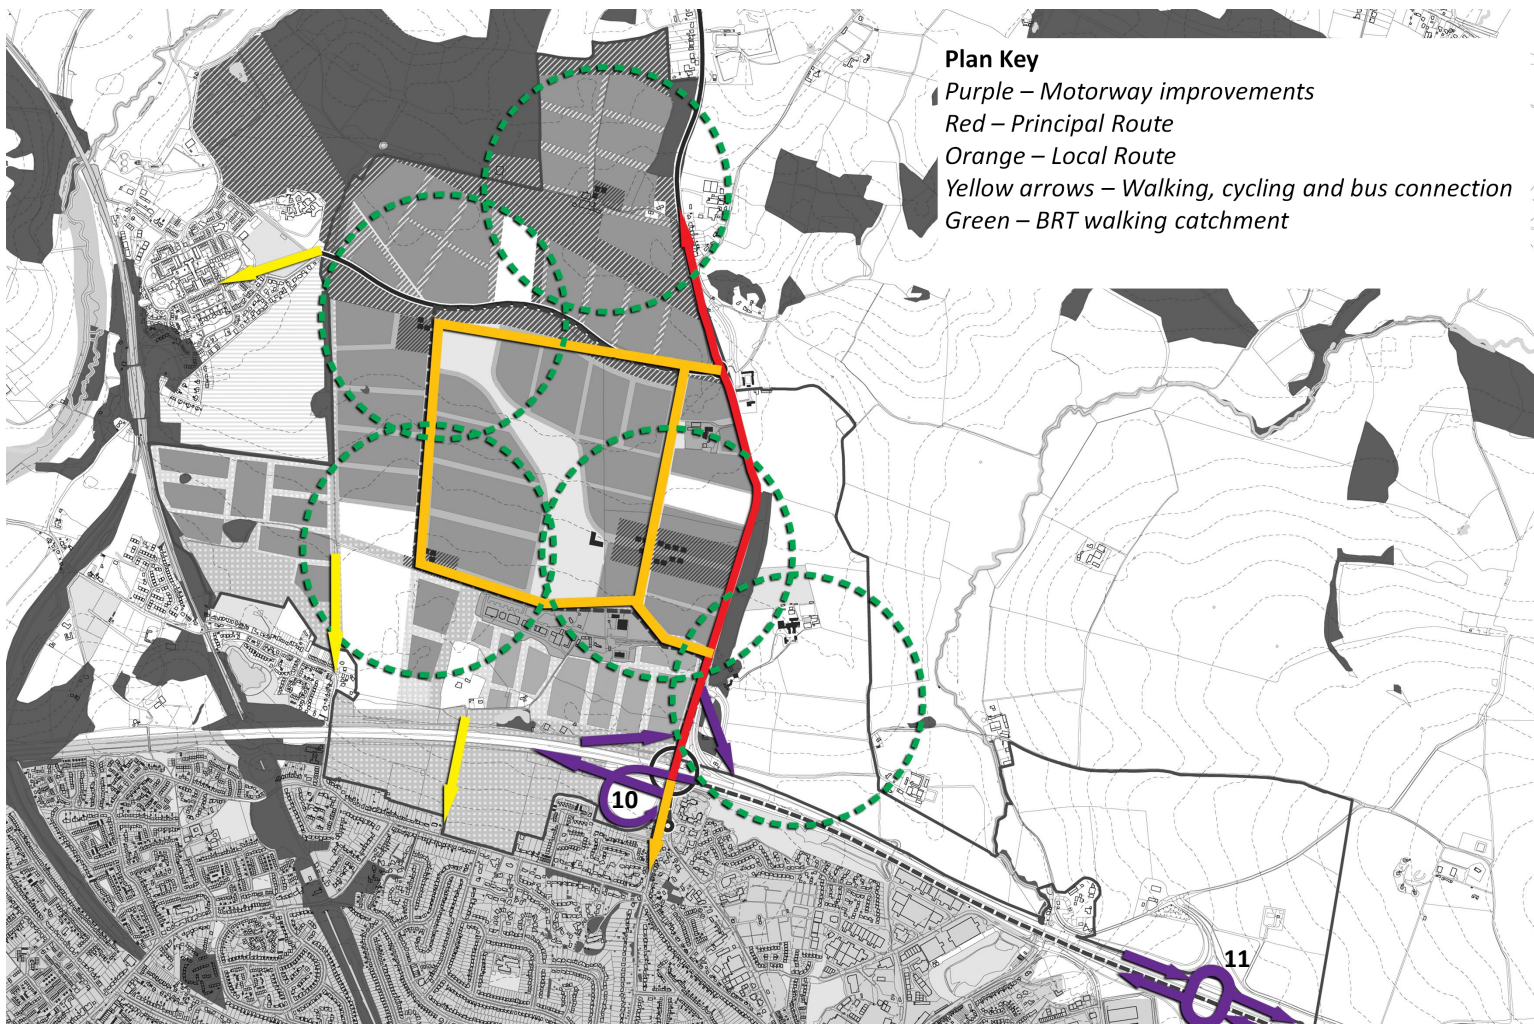 Plan Key
Purple – Motorway improvements
Red – Principal Route
Orange – Local Route
Yellow arrows – Walking, cycling and bus connection
Green – BRT walking catchment
10
11